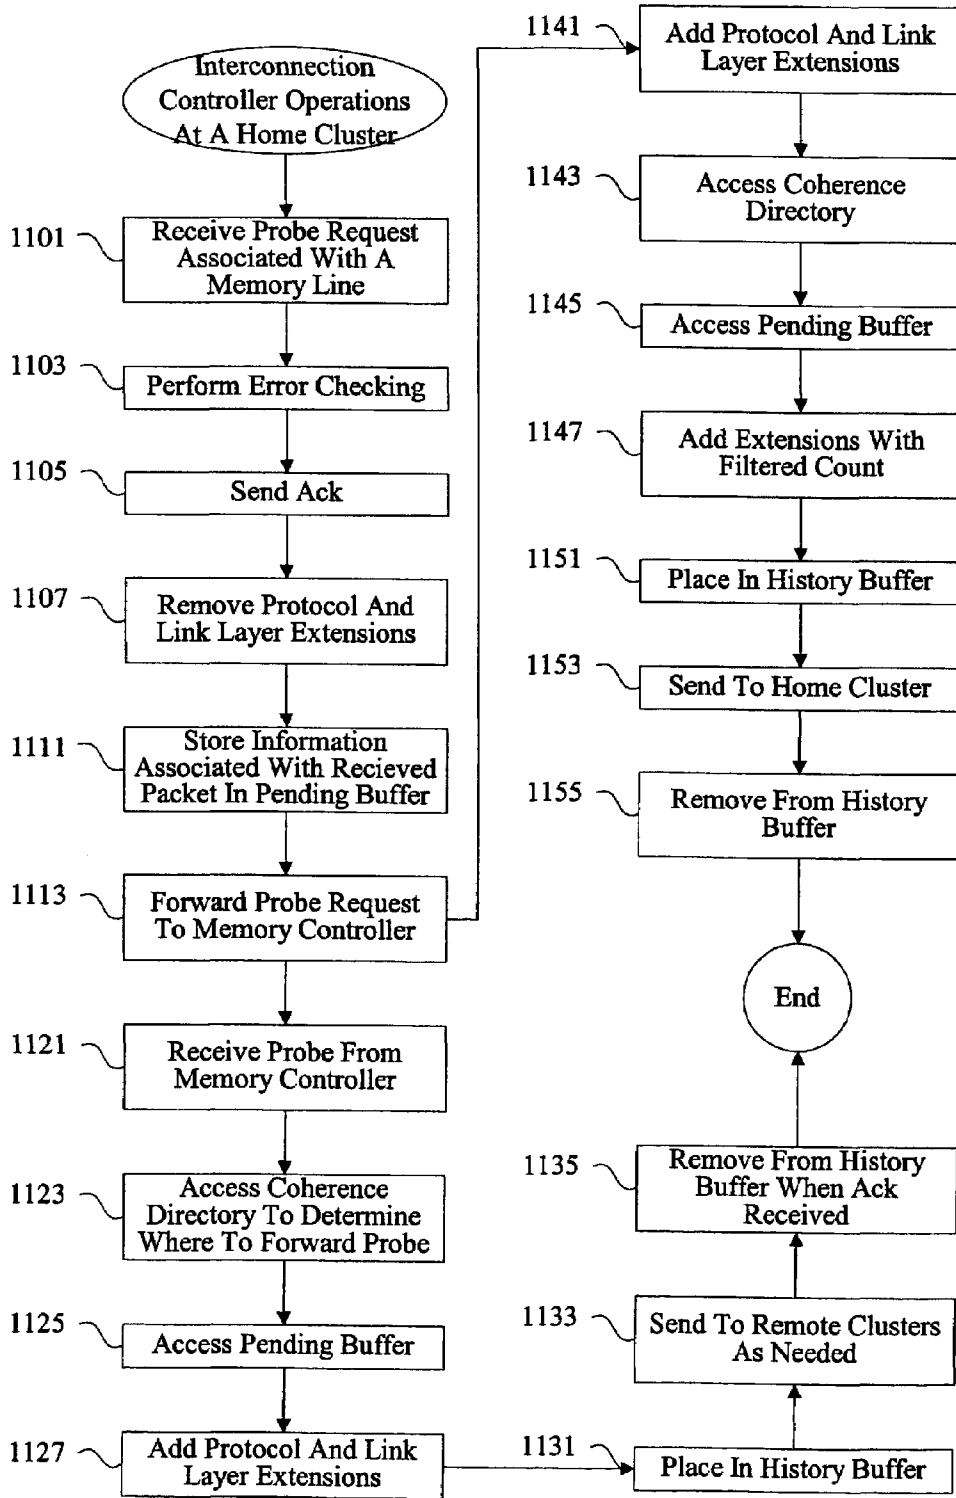 Interconnection
Controller Operations
At A Home Cluster
1101
Receive Probe Request
Associated With A
Memory Line
1103
Perform Error Checking
1105
Send Ack
1107
Remove Protocol And
Link Layer Extensions
1111
Store Information
Associated With Recieved
Packet In Pending Buffer
1113
Forward Probe Request
To Memory Controller
1121
Receive Probe From
Memory Controller
1123
Access Coherence
Directory To Determine
Where To Forward Probe
1125
Access Pending Buffer
1127
Add Protocol And Link
Layer Extensions
1141
Add Protocol And Link
Layer Extensions
1143
Access Coherence
Directory
1145
Access Pending Buffer
1147
Add Extensions With
Filtered Count
1151
Place In History Buffer
1153
Send To Home Cluster
1155
Remove From History
Buffer
End
1135
Remove From History
Buffer When Ack
Received
1133
Send To Remote Clusters
As Needed
1131
Place In History Buffer